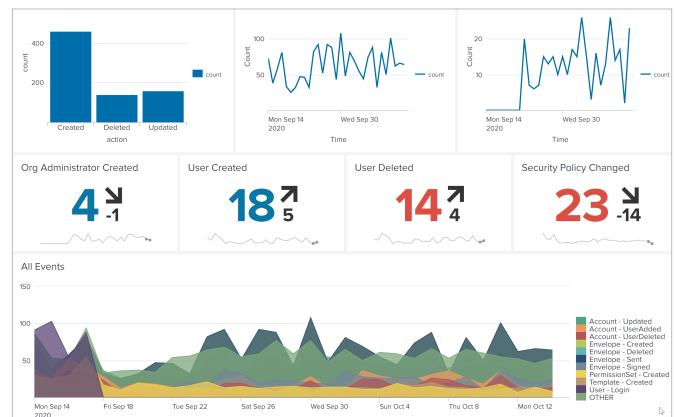 400
200
count
Created
Deleted
Updated
action
count
100
50
Count
Mon Sep 14
2020
Wed Sep 30
Time
count
20
10
Count
Mon Sep 14
2020
Wed Sep 30
Time
count
Org Administrator Created
4
-1
User Created
18
5
User Deleted
14
4
Security Policy Changed
23
-14
All Events
150
100
50
Mon Sep 14
2020
Fri Sep 18
Tue Sep 22
Sat Sep 26
Wed Sep 30
Sun Oct 4
Thu Oct 8
Mon Oct 12
Account - Updated
Account - UserAdded
Account - UserDeleted
Envelope - Created
Envelope - Deleted
Envelope - Sent
Envelope - Signed
PermissionSet - Created
Template - Created
User - Login
OTHER